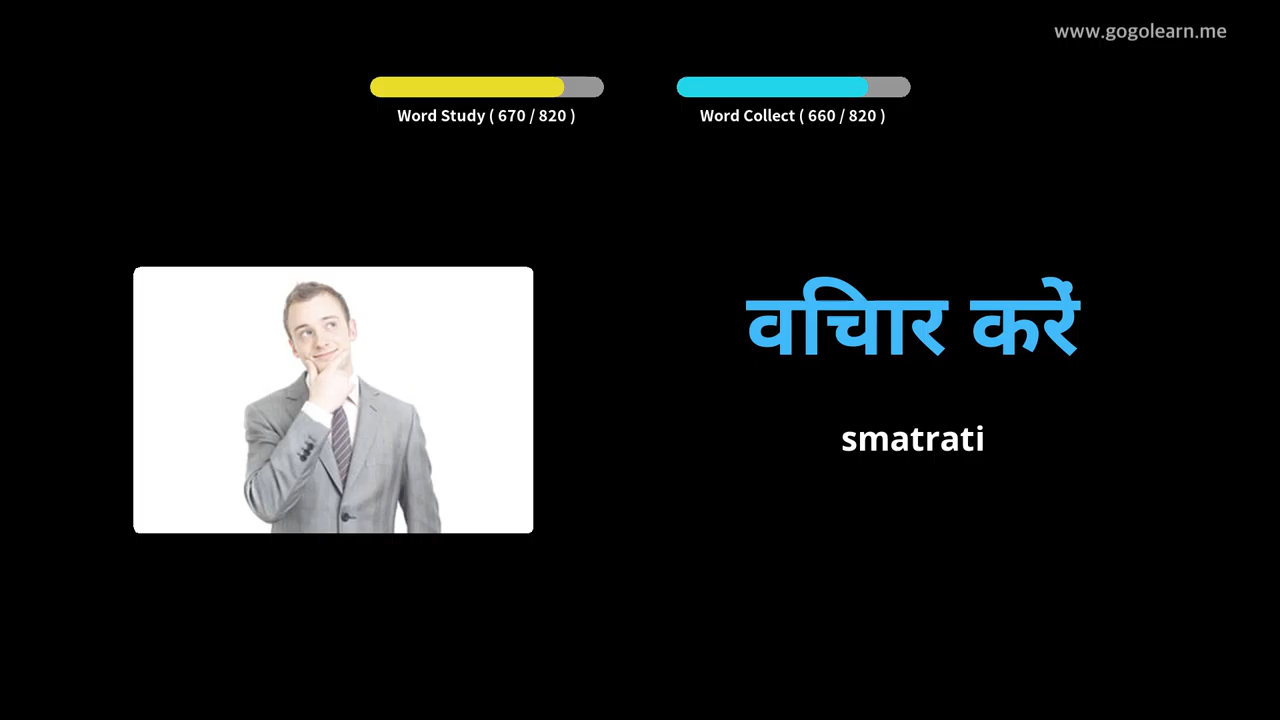 www.gogolearn.me
Word Study ( 670 / 820 )
Word Collect ( 660 / 820 )
वचिार करें
smatrati